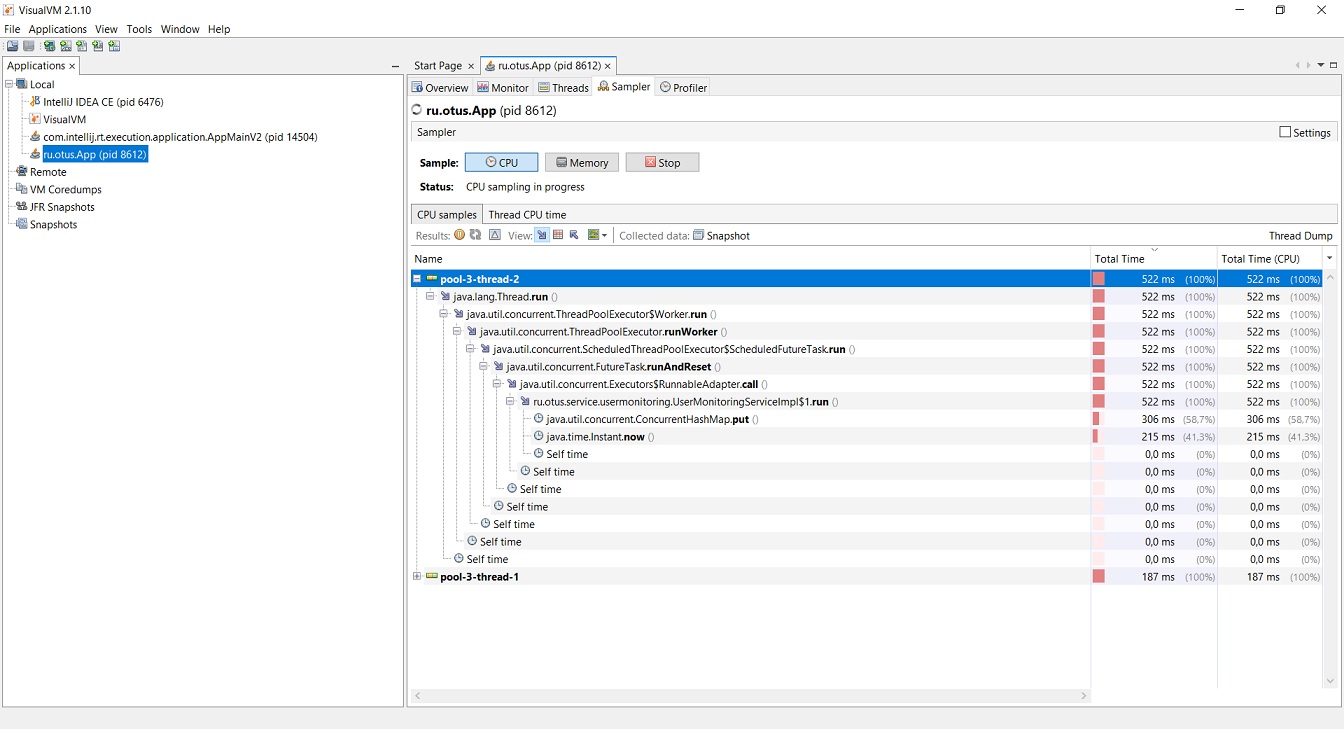 VisualVM 2.1.10
File Applications View Tools Window Help
Applications ×
Start Page × ru.otus.App (pid 8612) ×
Local
IntelliJ IDEA CE (pid 6476)
VisualVM
com.intellij.rt.execution.application.AppMainV2 (pid 14504)
ru.otus.App (pid 8612)
Remote
VM Coredumps
JFR Snapshots
Snapshots
Overview Monitor Threads Sampler Profiler
ru.otus.App (pid 8612)
Sampler Settings
Sample: CPU Memory Stop
Status: CPU sampling in progress
CPU samples Thread CPU time
Results: View: Collected data: Snapshot Thread Dump
Name Total Time Total Time (CPU)
pool-3-thread-2 522 ms (100%) 522 ms (100%)
java.lang.Thread.run () 522 ms (100%) 522 ms (100%)
java.util.concurrent.ThreadPoolExecutor$Worker.run () 522 ms (100%) 522 ms (100%)
java.util.concurrent.ThreadPoolExecutor.runWorker () 522 ms (100%) 522 ms (100%)
java.util.concurrent.ScheduledThreadPoolExecutor$ScheduledFutureTask.run () 522 ms (100%) 522 ms (100%)
java.util.concurrent.FutureTask.runAndReset () 522 ms (100%) 522 ms (100%)
java.util.concurrent.Executors$RunnableAdapter.call () 522 ms (100%) 522 ms (100%)
ru.otus.service.usermonitoring.UserMonitoringServiceImpl$1.run () 522 ms (100%) 522 ms (100%)
java.util.concurrent.ConcurrentHashMap.put () 306 ms (58,7%) 306 ms (58,7%)
java.time.Instant.now () 215 ms (41,3%) 215 ms (41,3%)
Self time 0,0 ms (0%) 0,0 ms (0%)
Self time 0,0 ms (0%) 0,0 ms (0%)
Self time 0,0 ms (0%) 0,0 ms (0%)
Self time 0,0 ms (0%) 0,0 ms (0%)
Self time 0,0 ms (0%) 0,0 ms (0%)
Self time 0,0 ms (0%) 0,0 ms (0%)
Self time 0,0 ms (0%) 0,0 ms (0%)
pool-3-thread-1 187 ms (100%) 187 ms (100%)